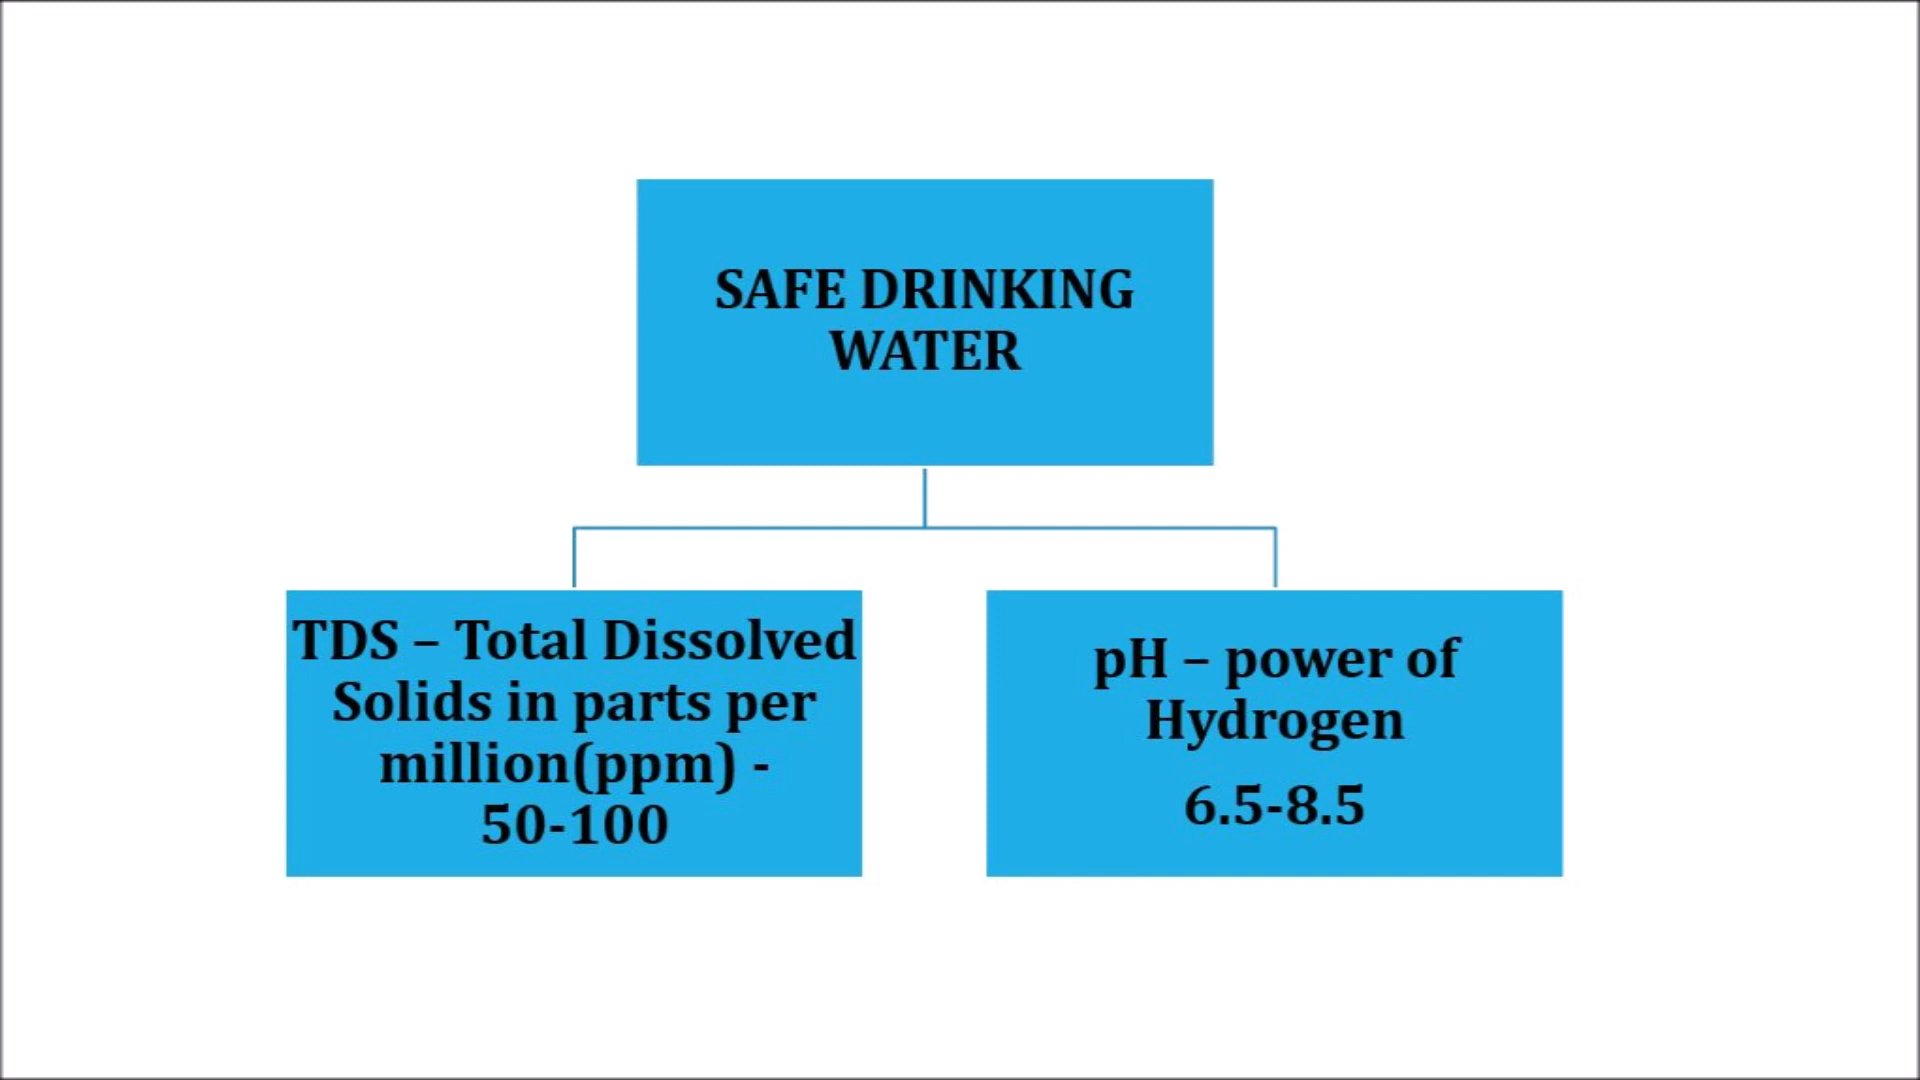 SAFE DRINKING
WATER
TDS – Total Dissolved
Solids in parts per
million(ppm) -
50-100
pH – power of
Hydrogen
6.5-8.5